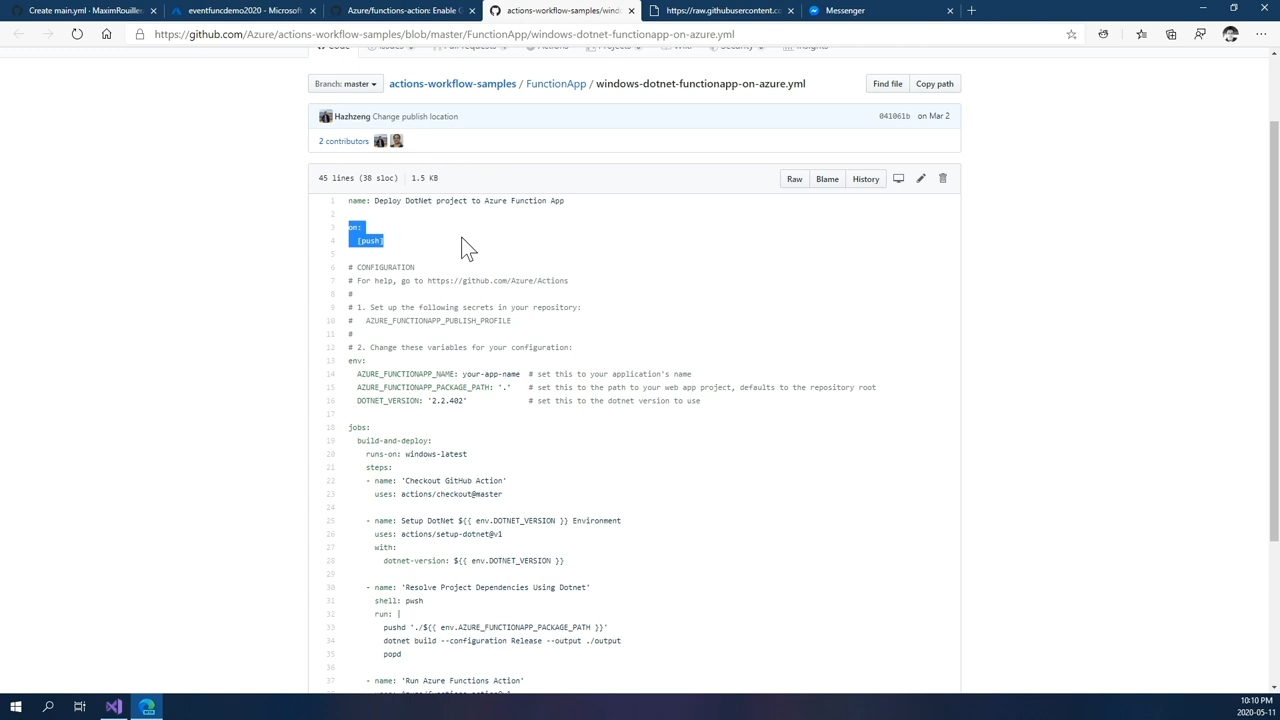 Create main.yml · MaximRouiller
eventfuncdemo2020 - Microsoft
Azure/functions-action: Enable G
actions-workflow-samples/wind
https://raw.githubusercontent.co
Messenger
https://github.com/Azure/actions-workflow-samples/blob/master/FunctionApp/windows-dotnet-functionapp-on-azure.yml
Code Issues Pull requests Actions Projects Wiki Security Insights
Branch: master actions-workflow-samples / FunctionApp / windows-dotnet-functionapp-on-azure.yml Find file Copy path
Hazhzeng Change publish location 041061b on Mar 2
2 contributors
45 lines (38 sloc) 1.5 KB Raw Blame History
1 name: Deploy DotNet project to Azure Function App
2
3 on:
4 [push]
5
6 # CONFIGURATION
7 # For help, go to https://github.com/Azure/Actions
8 #
9 # 1. Set up the following secrets in your repository:
10 # AZURE_FUNCTIONAPP_PUBLISH_PROFILE
11 #
12 # 2. Change these variables for your configuration:
13 env:
14 AZURE_FUNCTIONAPP_NAME: your-app-name # set this to your application's name
15 AZURE_FUNCTIONAPP_PACKAGE_PATH: '.' # set this to the path to your web app project, defaults to the repository root
16 DOTNET_VERSION: '2.2.402' # set this to the dotnet version to use
17
18 jobs:
19 build-and-deploy:
20 runs-on: windows-latest
21 steps:
22 - name: 'Checkout GitHub Action'
23 uses: actions/checkout@master
24
25 - name: Setup DotNet ${{ env.DOTNET_VERSION }} Environment
26 uses: actions/setup-dotnet@v1
27 with:
28 dotnet-version: ${{ env.DOTNET_VERSION }}
29
30 - name: 'Resolve Project Dependencies Using Dotnet'
31 shell: pwsh
32 run: |
33 pushd './${{ env.AZURE_FUNCTIONAPP_PACKAGE_PATH }}'
34 dotnet build --configuration Release --output ./output
35 popd
36
37 - name: 'Run Azure Functions Action'
10:10 PM
2020-05-11